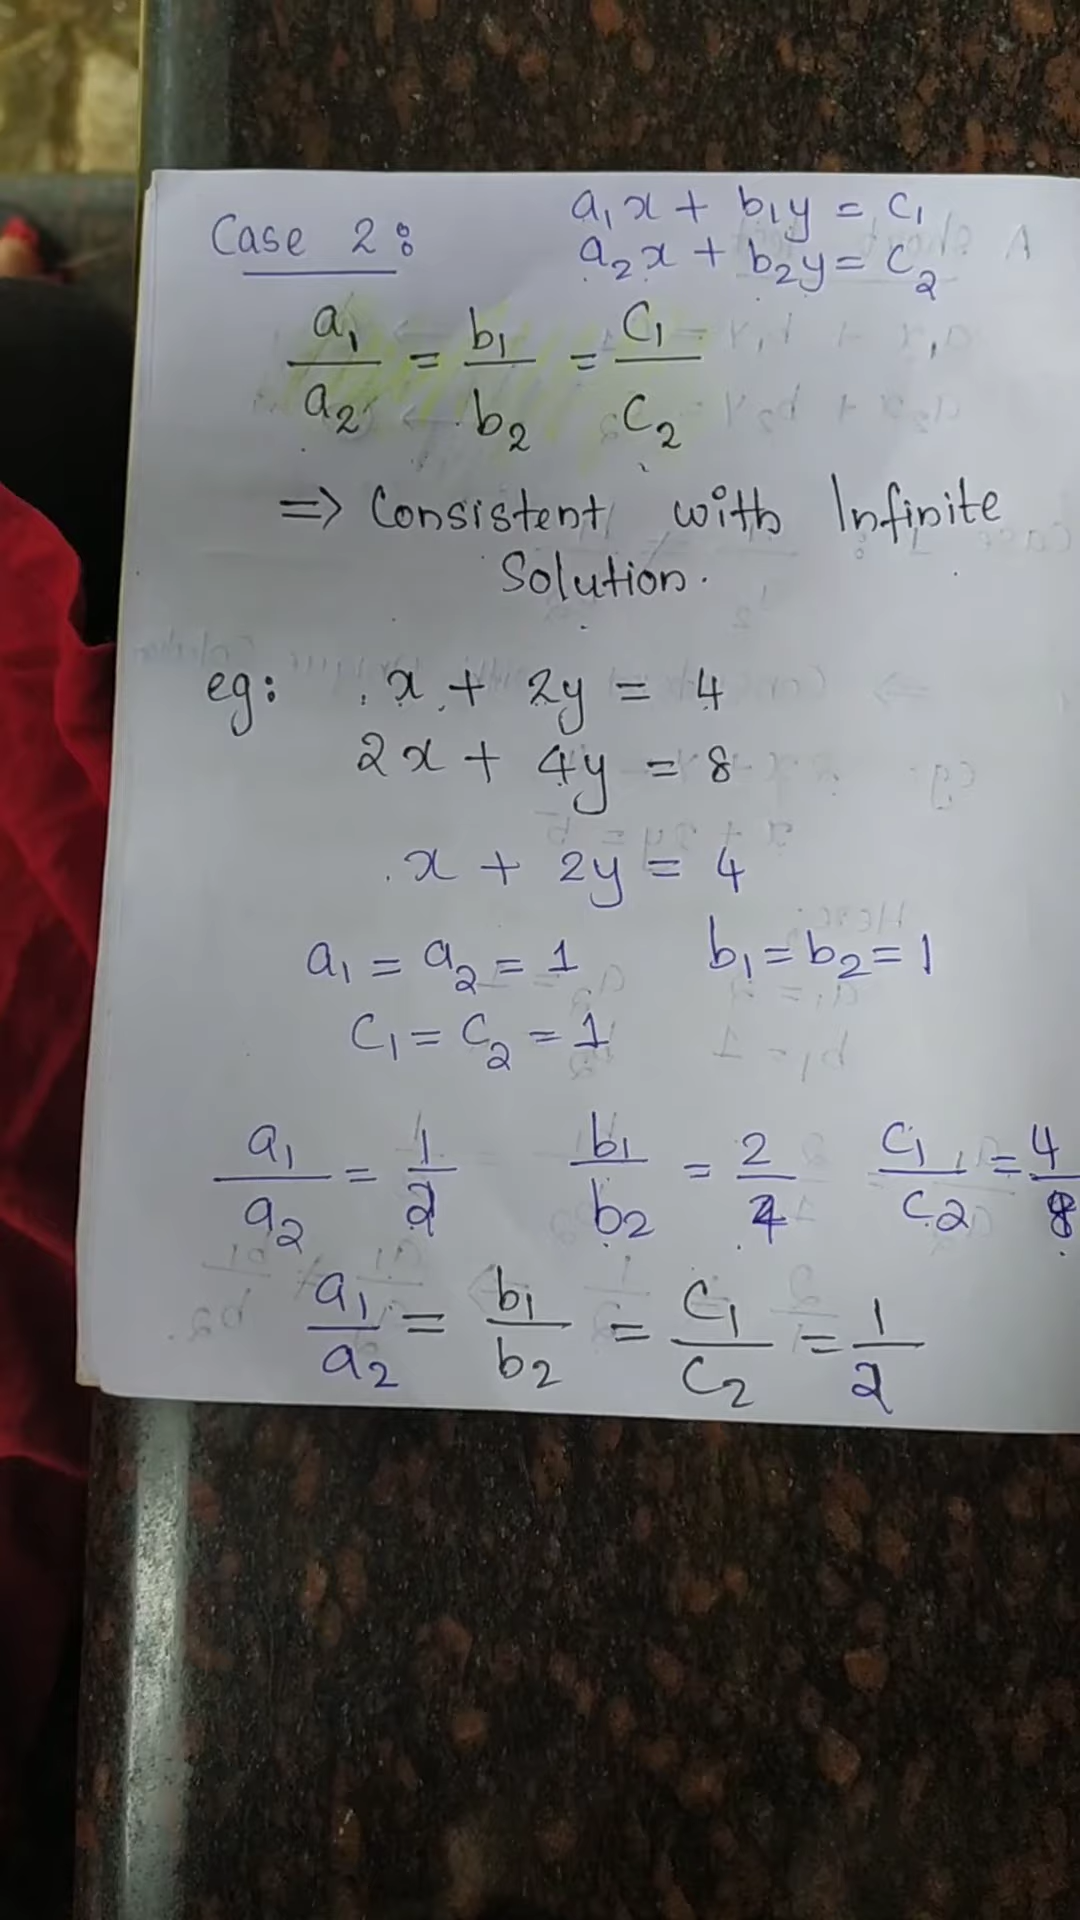 Case 2: a₁x + b₁y = c₁
a₂x + b₂y = c₂
a₁/a₂ = b₁/b₂ = c₁/c₂
=> Consistent with Infinite
Solution.
eg: x + 2y = 4
2x + 4y = 8
x + 2y = 4
a₁ = a₂ = 1 b₁ = b₂ = 1
c₁ = c₂ = 1
a₁/a₂ = 1/2 b₁/b₂ = 2/4 c₁/c₂ = 4/8
a₁/a₂ = b₁/b₂ = c₁/c₂ = 1/2